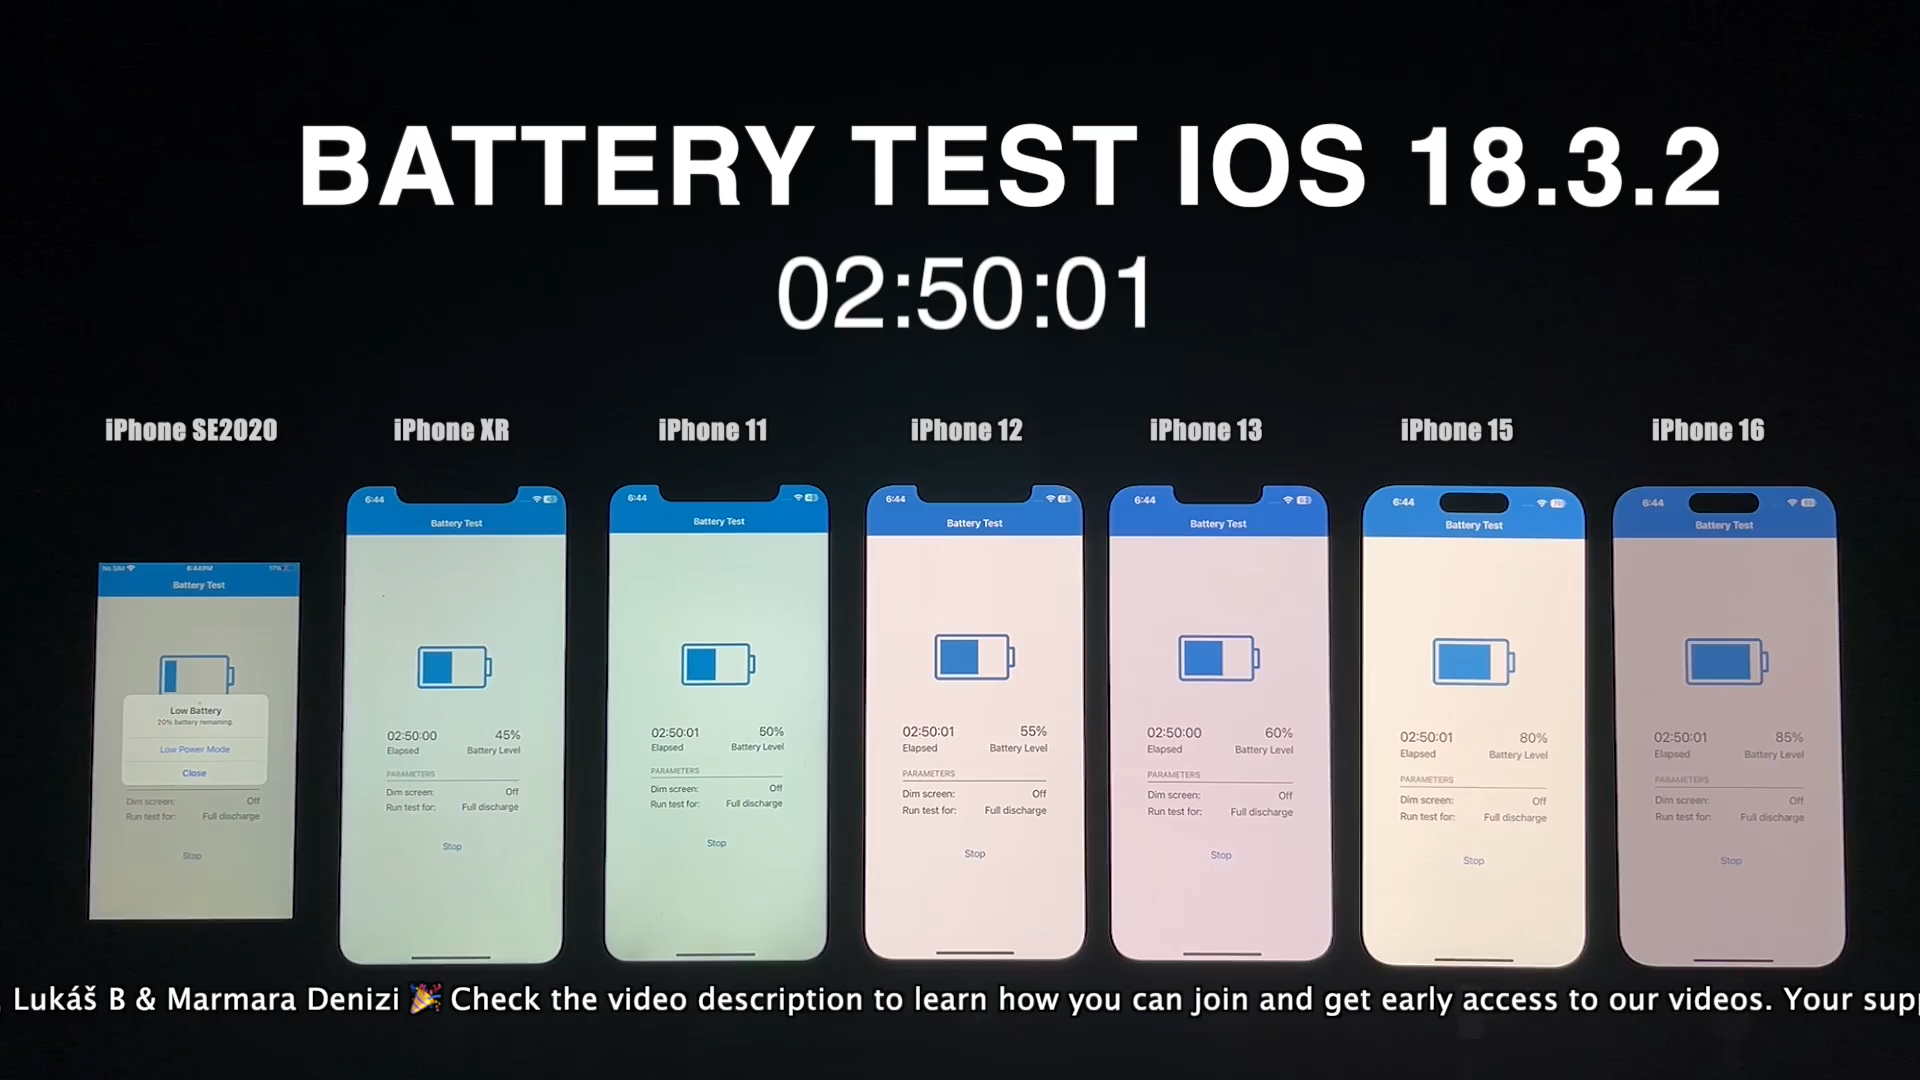 BATTERY TEST IOS 18.3.2
02:50:01
iPhone SE2020
iPhone XR
iPhone 11
iPhone 12
iPhone 13
iPhone 15
iPhone 16
No SIM 6:44PM 17%
Battery Test
Low Battery
20% battery remaining.
Low Power Mode
Close
Dim screen: Off
Run test for: Full discharge
Stop
6:44
Battery Test
02:50:00 45%
Elapsed Battery Level
PARAMETERS
Dim screen: Off
Run test for: Full discharge
Stop
6:44
Battery Test
02:50:01 50%
Elapsed Battery Level
PARAMETERS
Dim screen: Off
Run test for: Full discharge
Stop
6:44
Battery Test
02:50:01 55%
Elapsed Battery Level
PARAMETERS
Dim screen: Off
Run test for: Full discharge
Stop
6:44
Battery Test
02:50:00 60%
Elapsed Battery Level
PARAMETERS
Dim screen: Off
Run test for: Full discharge
Stop
6:44
Battery Test
02:50:01 80%
Elapsed Battery Level
PARAMETERS
Dim screen: Off
Run test for: Full discharge
Stop
6:44
Battery Test
02:50:01 85%
Elapsed Battery Level
PARAMETERS
Dim screen: Off
Run test for: Full discharge
Stop
Lukáš B & Marmara Denizi 🎉 Check the video description to learn how you can join and get early access to our videos. Your